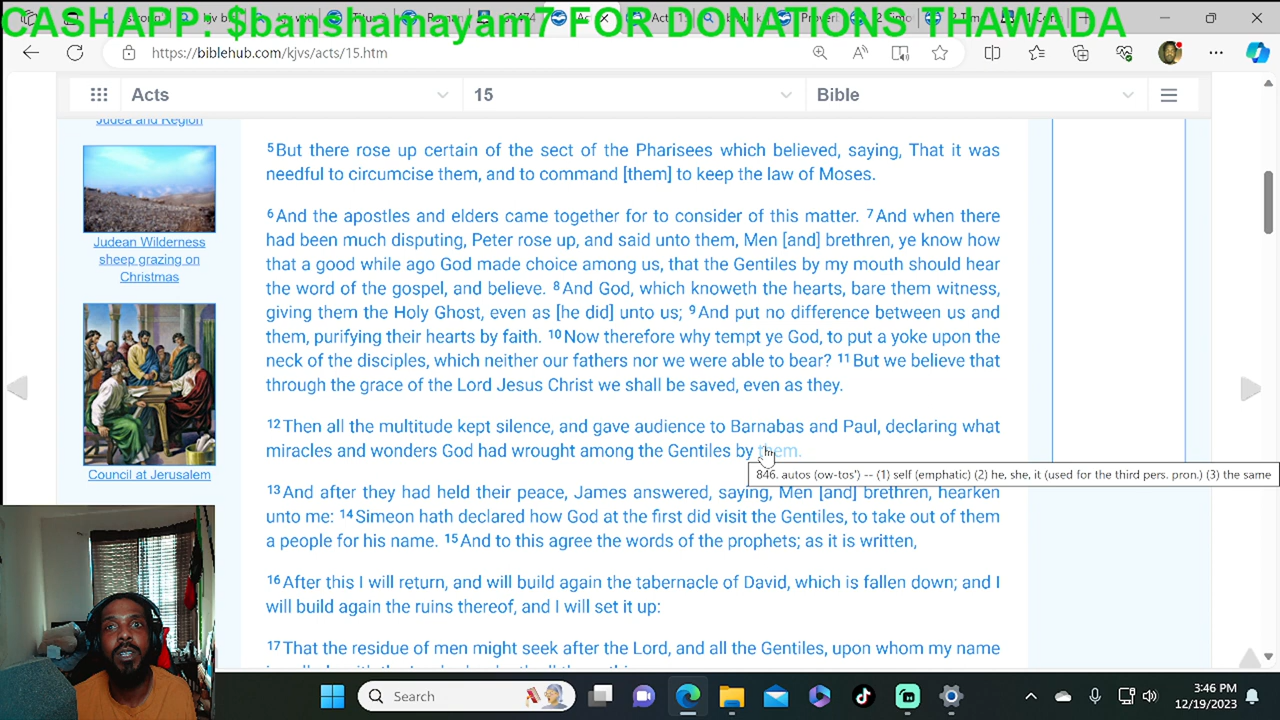 CASHAPP: $banshamayam7 FOR DONATIONS THAWADA
https://biblehub.com/kjvs/acts/15.htm
Acts
15
Bible
Judea and Region
Judean Wilderness
sheep grazing on
Christmas
Council at Jerusalem
5But there rose up certain of the sect of the Pharisees which believed, saying, That it was
needful to circumcise them, and to command [them] to keep the law of Moses.
6And the apostles and elders came together for to consider of this matter. 7And when there
had been much disputing, Peter rose up, and said unto them, Men [and] brethren, ye know how
that a good while ago God made choice among us, that the Gentiles by my mouth should hear
the word of the gospel, and believe. 8And God, which knoweth the hearts, bare them witness,
giving them the Holy Ghost, even as [he did] unto us; 9And put no difference between us and
them, purifying their hearts by faith. 10Now therefore why tempt ye God, to put a yoke upon the
neck of the disciples, which neither our fathers nor we were able to bear? 11But we believe that
through the grace of the Lord Jesus Christ we shall be saved, even as they.
12Then all the multitude kept silence, and gave audience to Barnabas and Paul, declaring what
miracles and wonders God had wrought among the Gentiles by them.
846. autos (ow-tos') -- (1) self (emphatic) (2) he, she, it (used for the third pers. pron.) (3) the same
13And after they had held their peace, James answered, saying, Men [and] brethren, hearken
unto me: 14Simeon hath declared how God at the first did visit the Gentiles, to take out of them
a people for his name. 15And to this agree the words of the prophets; as it is written,
16After this I will return, and will build again the tabernacle of David, which is fallen down; and I
will build again the ruins thereof, and I will set it up:
17That the residue of men might seek after the Lord, and all the Gentiles, upon whom my name
Search
3:46 PM
12/19/2023